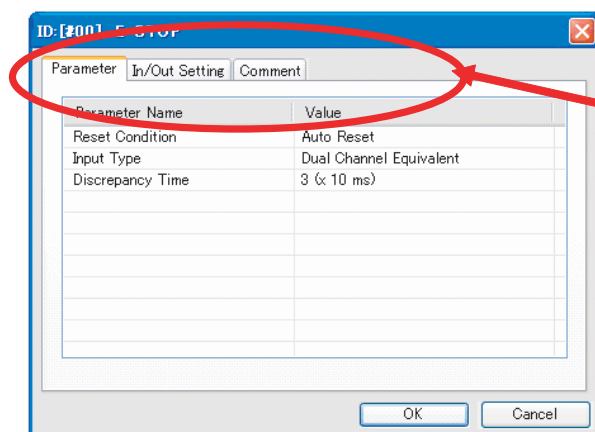 ID:[#00] E-STOP
Parameter In/Out Setting Comment
Parameter Name Value
Reset Condition Auto Reset
Input Type Dual Channel Equivalent
Discrepancy Time 3 (x 10 ms)
OK Cancel